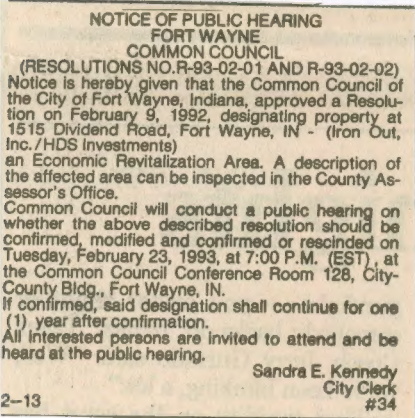 NOTICE OF PUBLIC HEARING
FORT WAYNE
COMMON COUNCIL
(RESOLUTIONS NO.R-93-02-01 AND R-93-02-02)
Notice is hereby given that the Common Council of
the City of Fort Wayne, Indiana, approved a Resolu-
tion on February 9, 1992, designating property at
1515 Dividend Road, Fort Wayne, IN - (Iron Out,
Inc./HDS Investments)
an Economic Revitalization Area. A description of
the affected area can be inspected in the County As-
sessor's Office.
Common Council will conduct a public hearing on
whether the above described resolution should be
confirmed, modified and confirmed or rescinded on
Tuesday, February 23, 1993, at 7:00 P.M. (EST), at
the Common Council Conference Room 128, City-
County Bldg., Fort Wayne, IN.
If confirmed, said designation shall continue for one
(1) year after confirmation.
All interested persons are invited to attend and be
heard at the public hearing.
Sandra E. Kennedy
City Clerk
2-13 #34